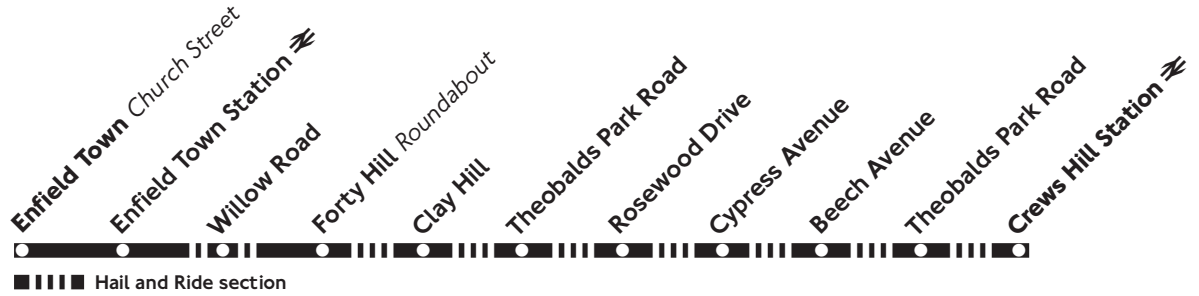 Enfield Town Church Street
Enfield Town Station
Willow Road
Forty Hill Roundabout
Clay Hill
Theobalds Park Road
Rosewood Drive
Cypress Avenue
Beech Avenue
Theobalds Park Road
Crews Hill Station
Hail and Ride section